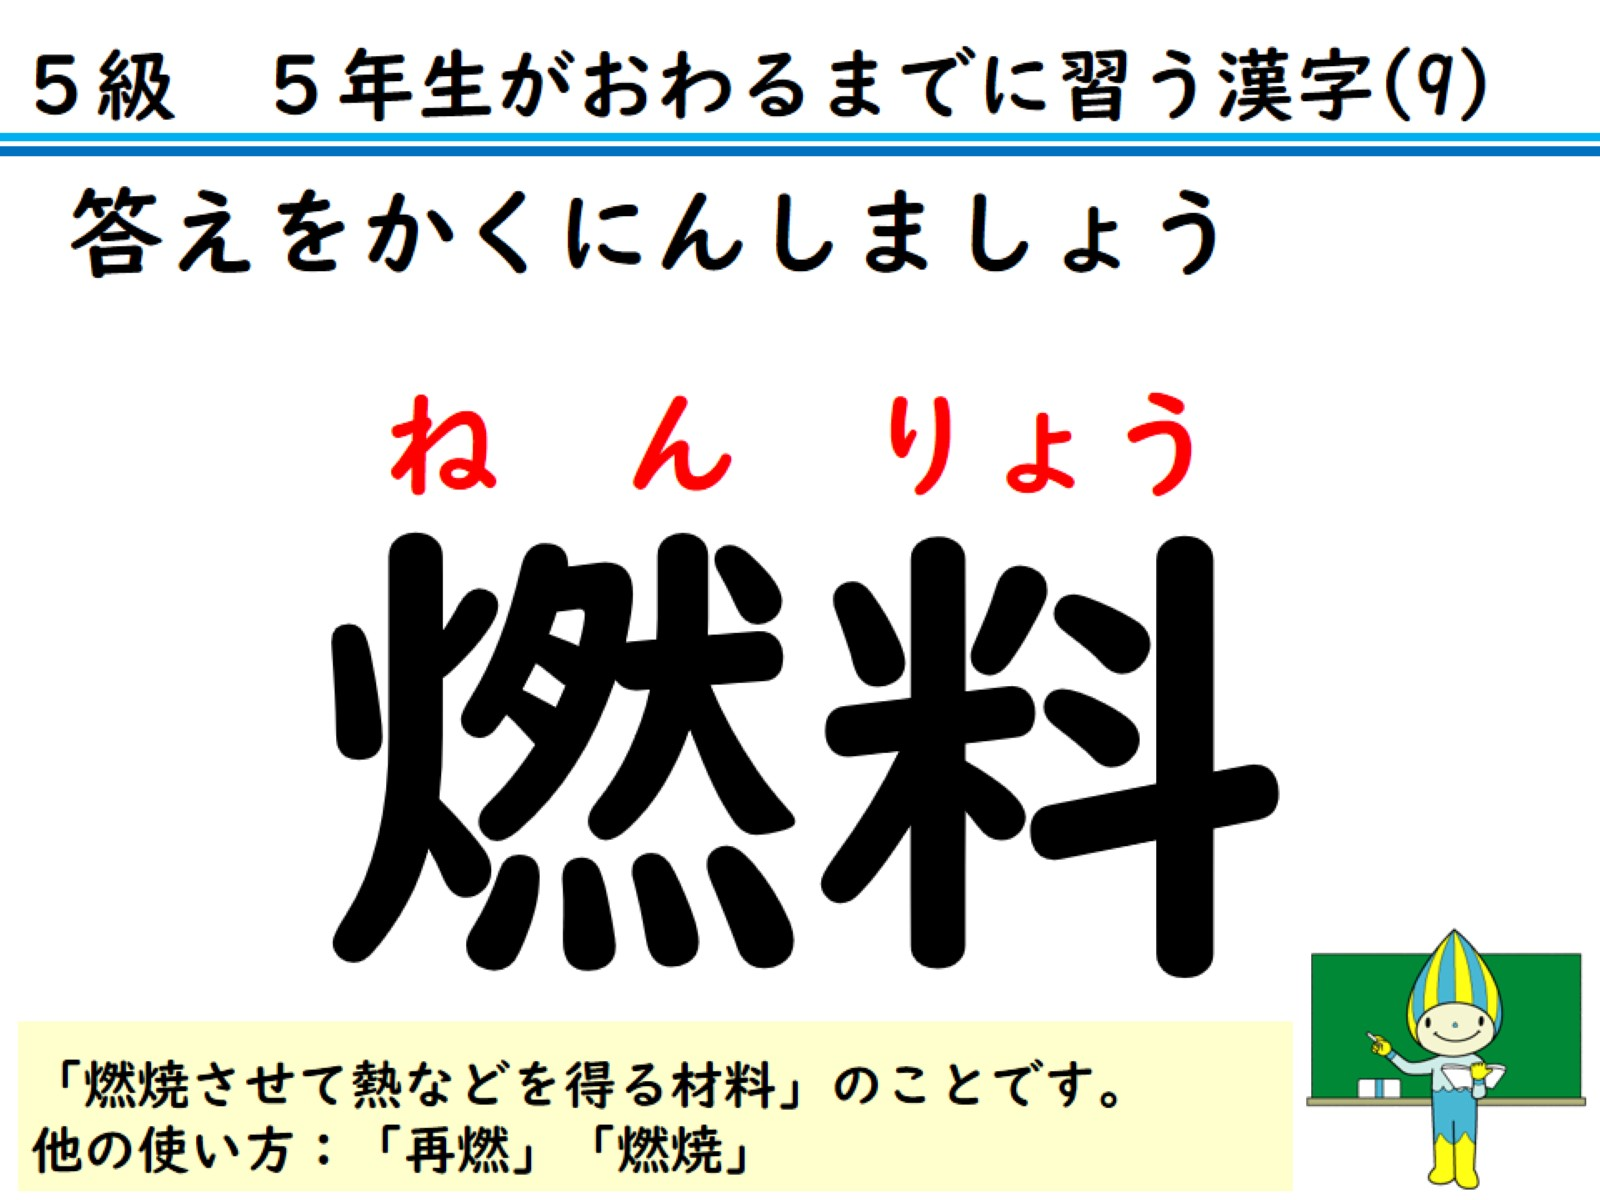 ５級　５年生がおわるまでに習う漢字(９)
答えをかくにんしましょう
ねん　りょう
燃料
「燃焼させて熱などを得る材料」のことです。
他の使い方：「再燃」「燃焼」